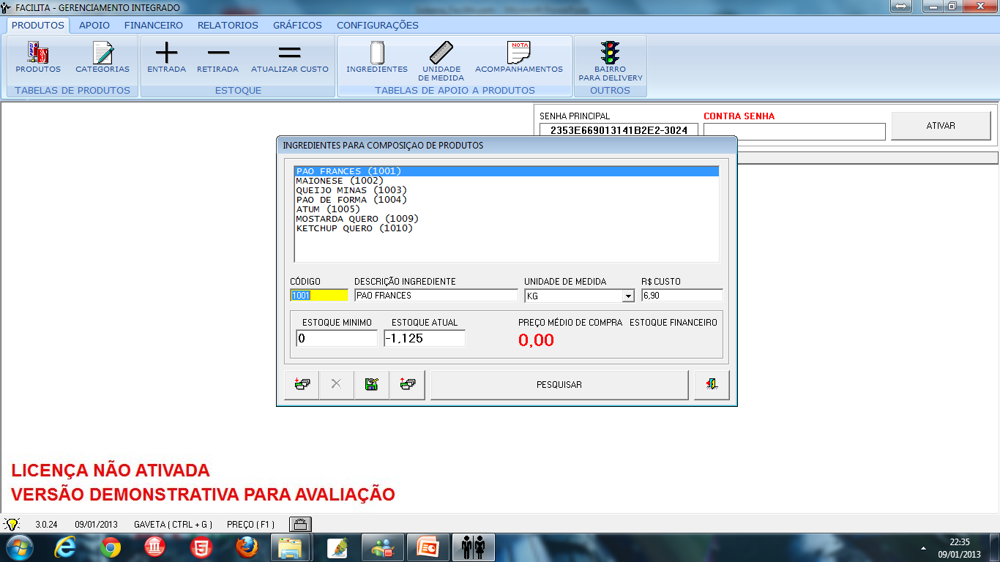 FACILITA - GERENCIAMENTO INTEGRADO
PRODUTOS APOIO FINANCEIRO RELATORIOS GRÁFICOS CONFIGURAÇÕES
PRODUTOS CATEGORIAS ENTRADA RETIRADA ATUALIZAR CUSTO INGREDIENTES UNIDADE DE MEDIDA NOTA ACOMPANHAMENTOS BAIRRO PARA DELIVERY
TABELAS DE PRODUTOS ESTOQUE TABELAS DE APOIO A PRODUTOS OUTROS
SENHA PRINCIPAL CONTRA SENHA
2353E669013141B2E2-3024 ATIVAR
INGREDIENTES PARA COMPOSIÇAO DE PRODUTOS
PAO FRANCES (1001)
MAIONESE (1002)
QUEIJO MINAS (1003)
PAO DE FORMA (1004)
ATUM (1005)
MOSTARDA QUERO (1009)
KETCHUP QUERO (1010)
CÓDIGO DESCRIÇÃO INGREDIENTE UNIDADE DE MEDIDA R$ CUSTO
1001 PAO FRANCES KG 6,90
ESTOQUE MINIMO ESTOQUE ATUAL PREÇO MÉDIO DE COMPRA ESTOQUE FINANCEIRO
0 -1,125 0,00
PESQUISAR
LICENÇA NÃO ATIVADA
VERSÃO DEMONSTRATIVA PARA AVALIAÇÃO
3.0.24 09/01/2013 GAVETA ( CTRL + G ) PREÇO ( F1 )
22:35
09/01/2013